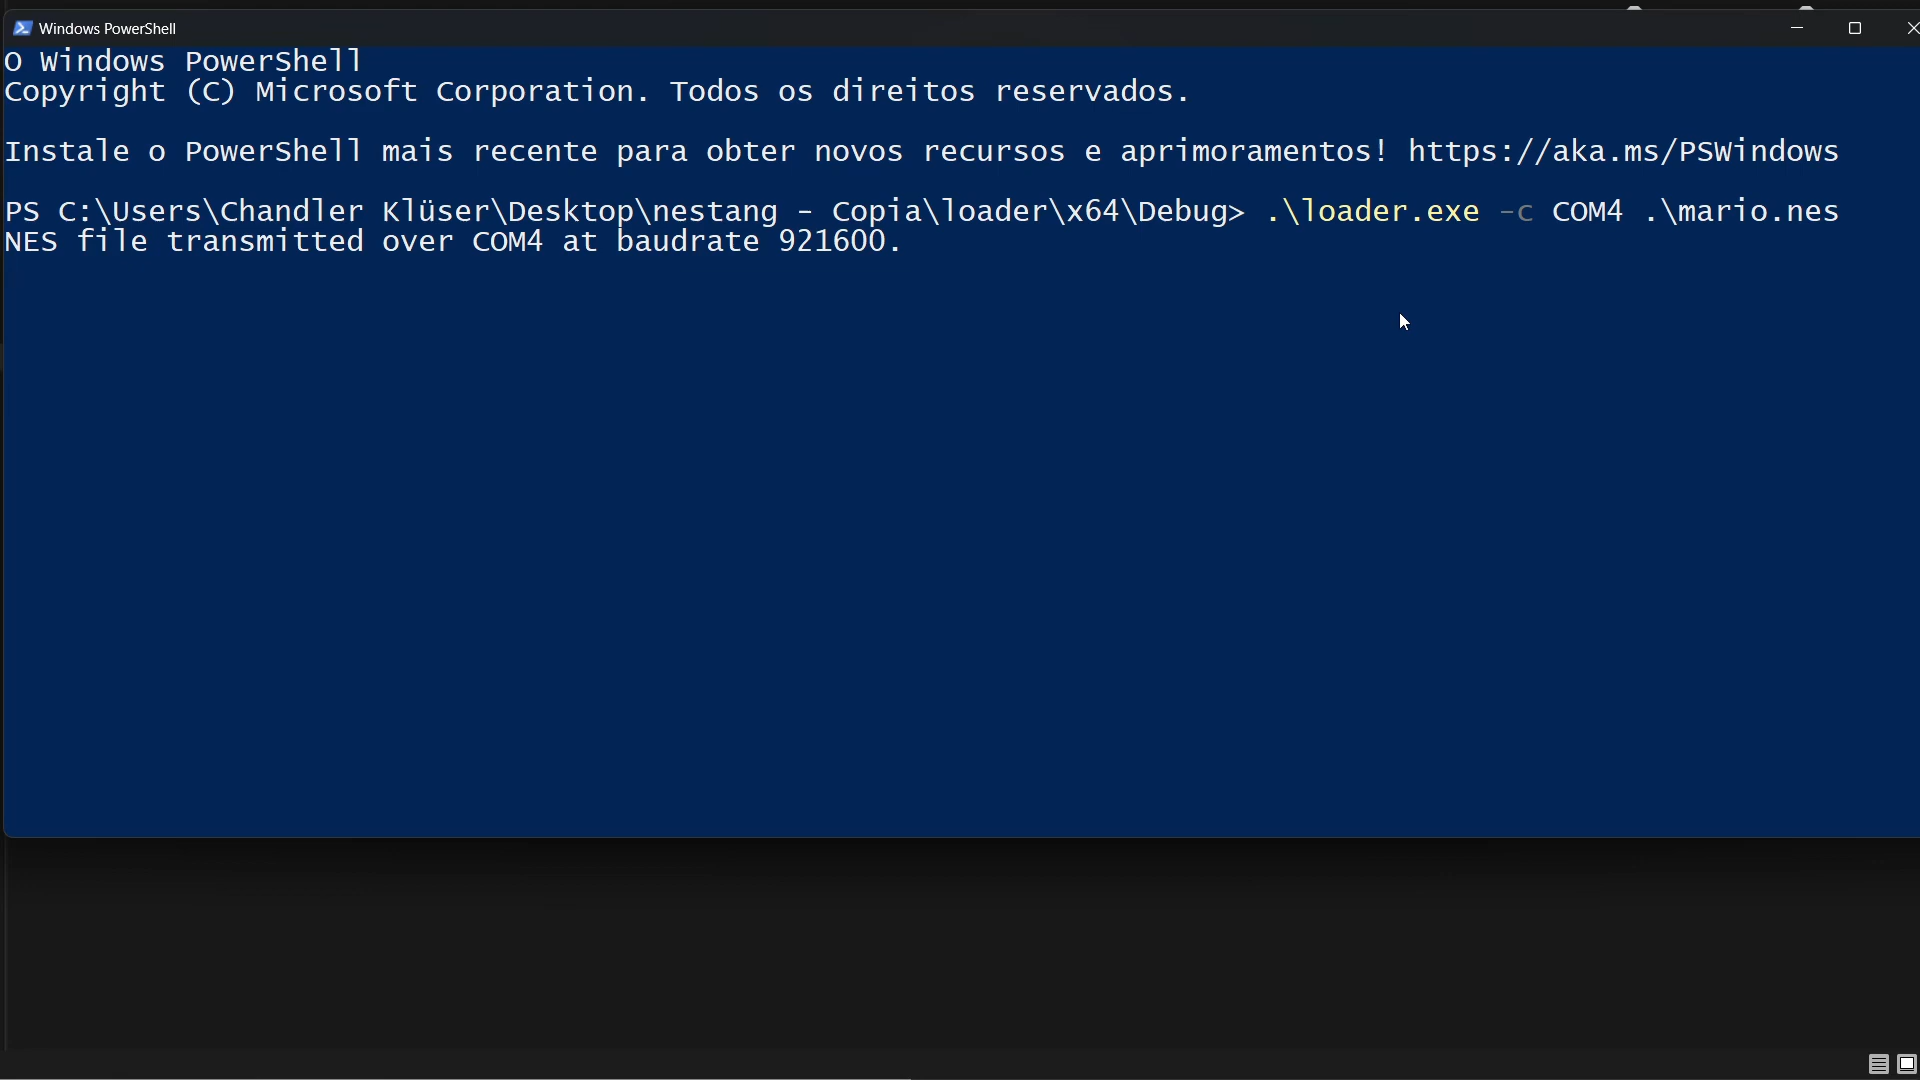 Windows PowerShell
O Windows PowerShell
Copyright (C) Microsoft Corporation. Todos os direitos reservados.
Instale o PowerShell mais recente para obter novos recursos e aprimoramentos! https://aka.ms/PSWindows
PS C:\Users\Chandler Klüser\Desktop\nestang - Copia\loader\x64\Debug> .\loader.exe -c COM4 .\mario.nes
NES file transmitted over COM4 at baudrate 921600.